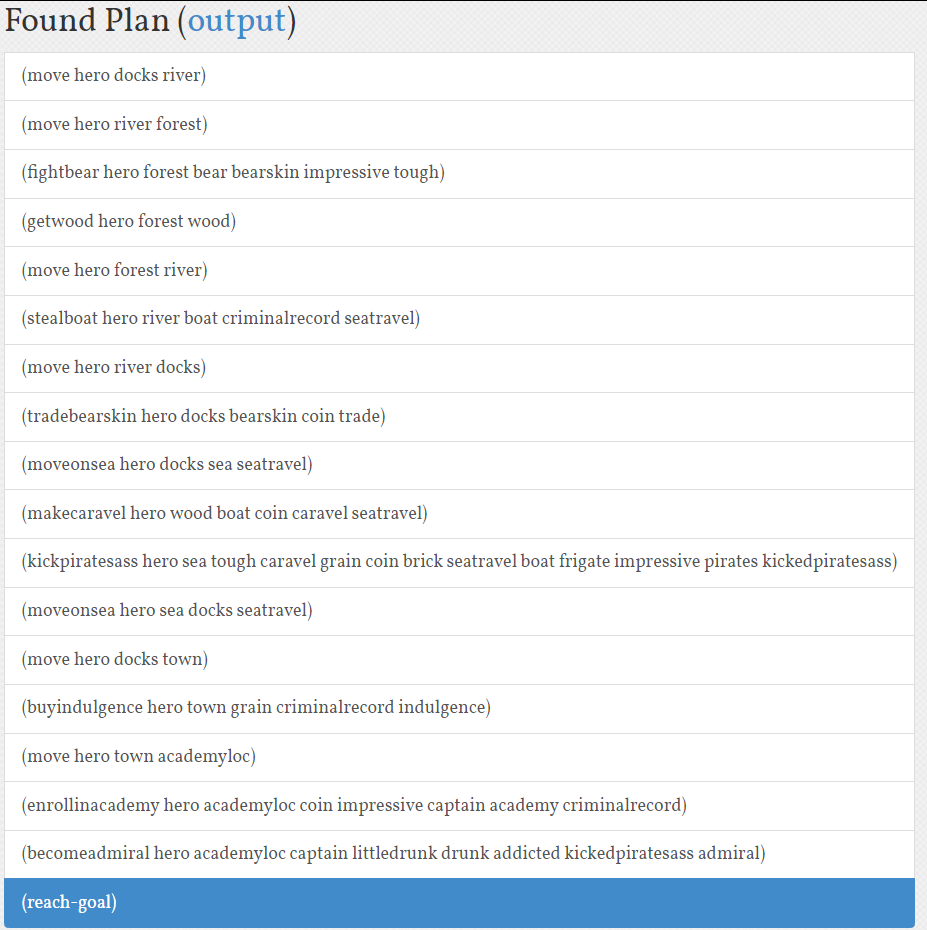 Found Plan (output)
(move hero docks river)
(move hero river forest)
(fightbear hero forest bear bearskin impressive tough)
(getwood hero forest wood)
(move hero forest river)
(stealboat hero river boat criminalrecord seatravel)
(move hero river docks)
(tradebearskin hero docks bearskin coin trade)
(moveonsea hero docks sea seatravel)
(makecaravel hero wood boat coin caravel seatravel)
(kickpiratesass hero sea tough caravel grain coin brick seatravel boat frigate impressive pirates kickedpiratesass)
(moveonsea hero sea docks seatravel)
(move hero docks town)
(buyindulgence hero town grain criminalrecord indulgence)
(move hero town academyloc)
(enrollinacademy hero academyloc coin impressive captain academy criminalrecord)
(becomeadmiral hero academyloc captain littledrunk drunk addicted kickedpiratesass admiral)
(reach-goal)